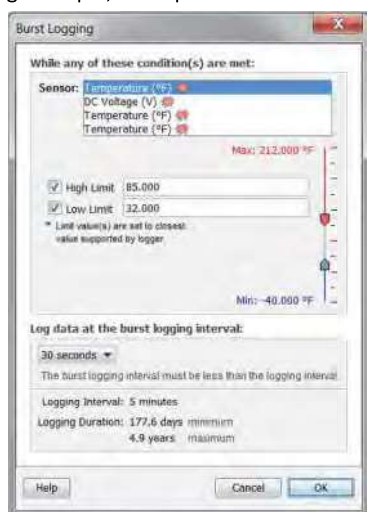 Burst Logging
While any of these condition(s) are met:
Sensor: Temperature (°F)
DC Voltage (V)
Temperature (°F)
Temperature (°F)
Max: 212.000 °F
High Limit 85.000
Low Limit 32.000
* Limit value(s) are set to closest
value supported by logger
Min: -40.000 °F
Log data at the burst logging interval:
30 seconds
The burst logging interval must be less than the logging interval
Logging Interval: 5 minutes
Logging Duration: 177.6 days minimum
4.9 years maximum
Help Cancel OK